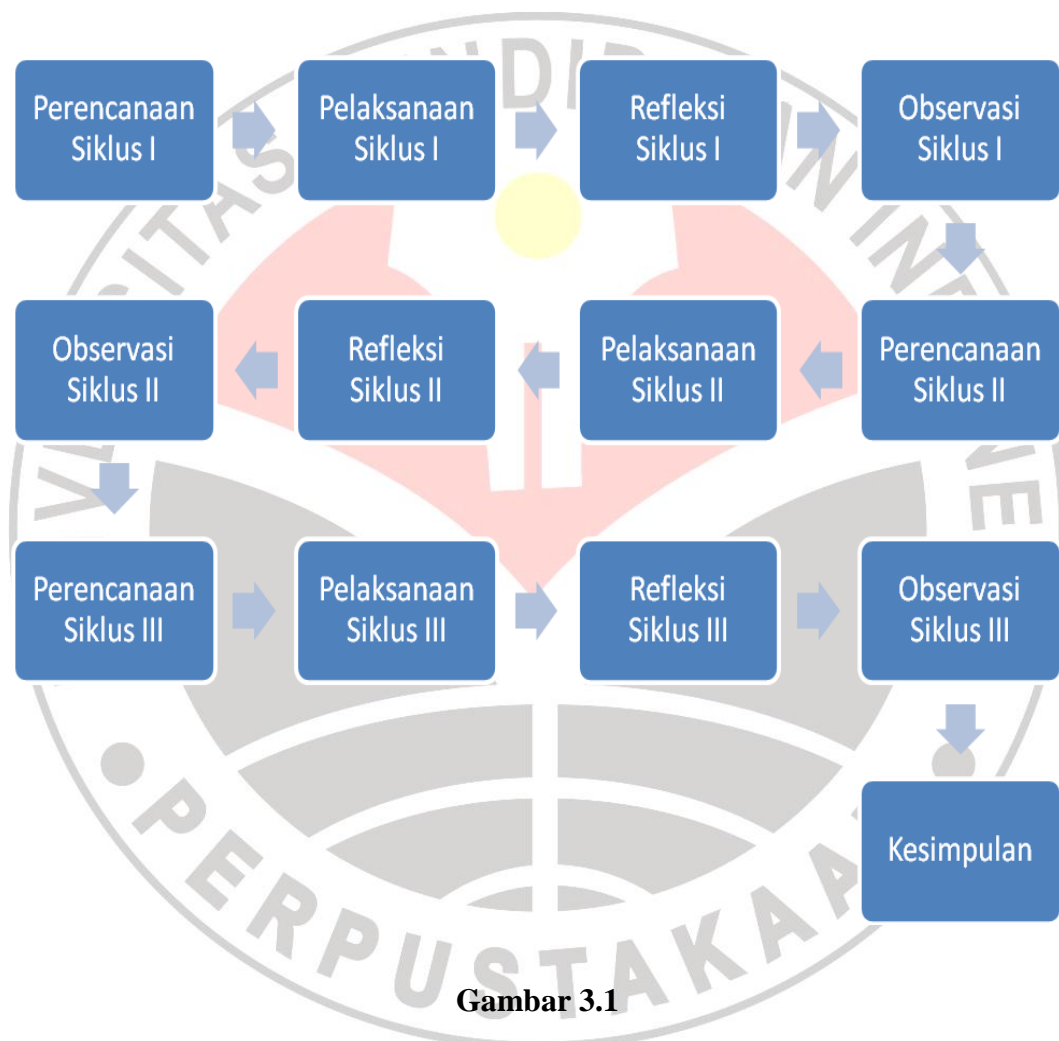 Perencanaan
Siklus I
Pelaksanaan
Siklus I
Refleksi
Siklus I
Observasi
Siklus I
Perencanaan
Siklus II
Pelaksanaan
Siklus II
Refleksi
Siklus II
Observasi
Siklus II
Perencanaan
Siklus III
Pelaksanaan
Siklus III
Refleksi
Siklus III
Observasi
Siklus III
Kesimpulan
PERPUSTAKAAN
Gambar 3.1